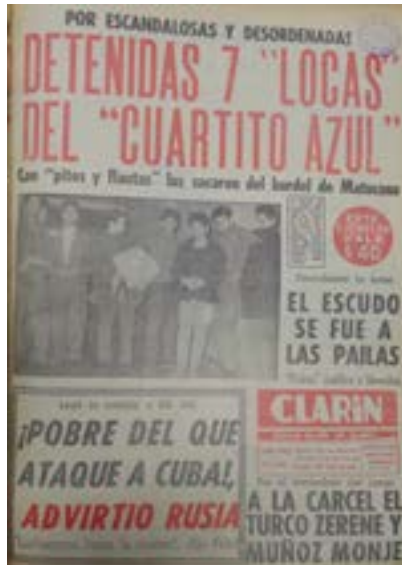 POR ESCANDALOSAS Y DESORDENADAS
DETENIDAS 7 "LOCAS"
DEL "CUARTITO AZUL"
Con "pitos y flautas" las sacaron del burdel de Matucana
EL ESCUDO
SE FUE A
LAS PAILAS
¡POBRE DEL QUE
ATAQUE A CUBA!,
ADVIRTIO RUSIA
CLARIN
A LA CARCEL EL
TURCO ZERENE Y
MUÑOZ MONJE